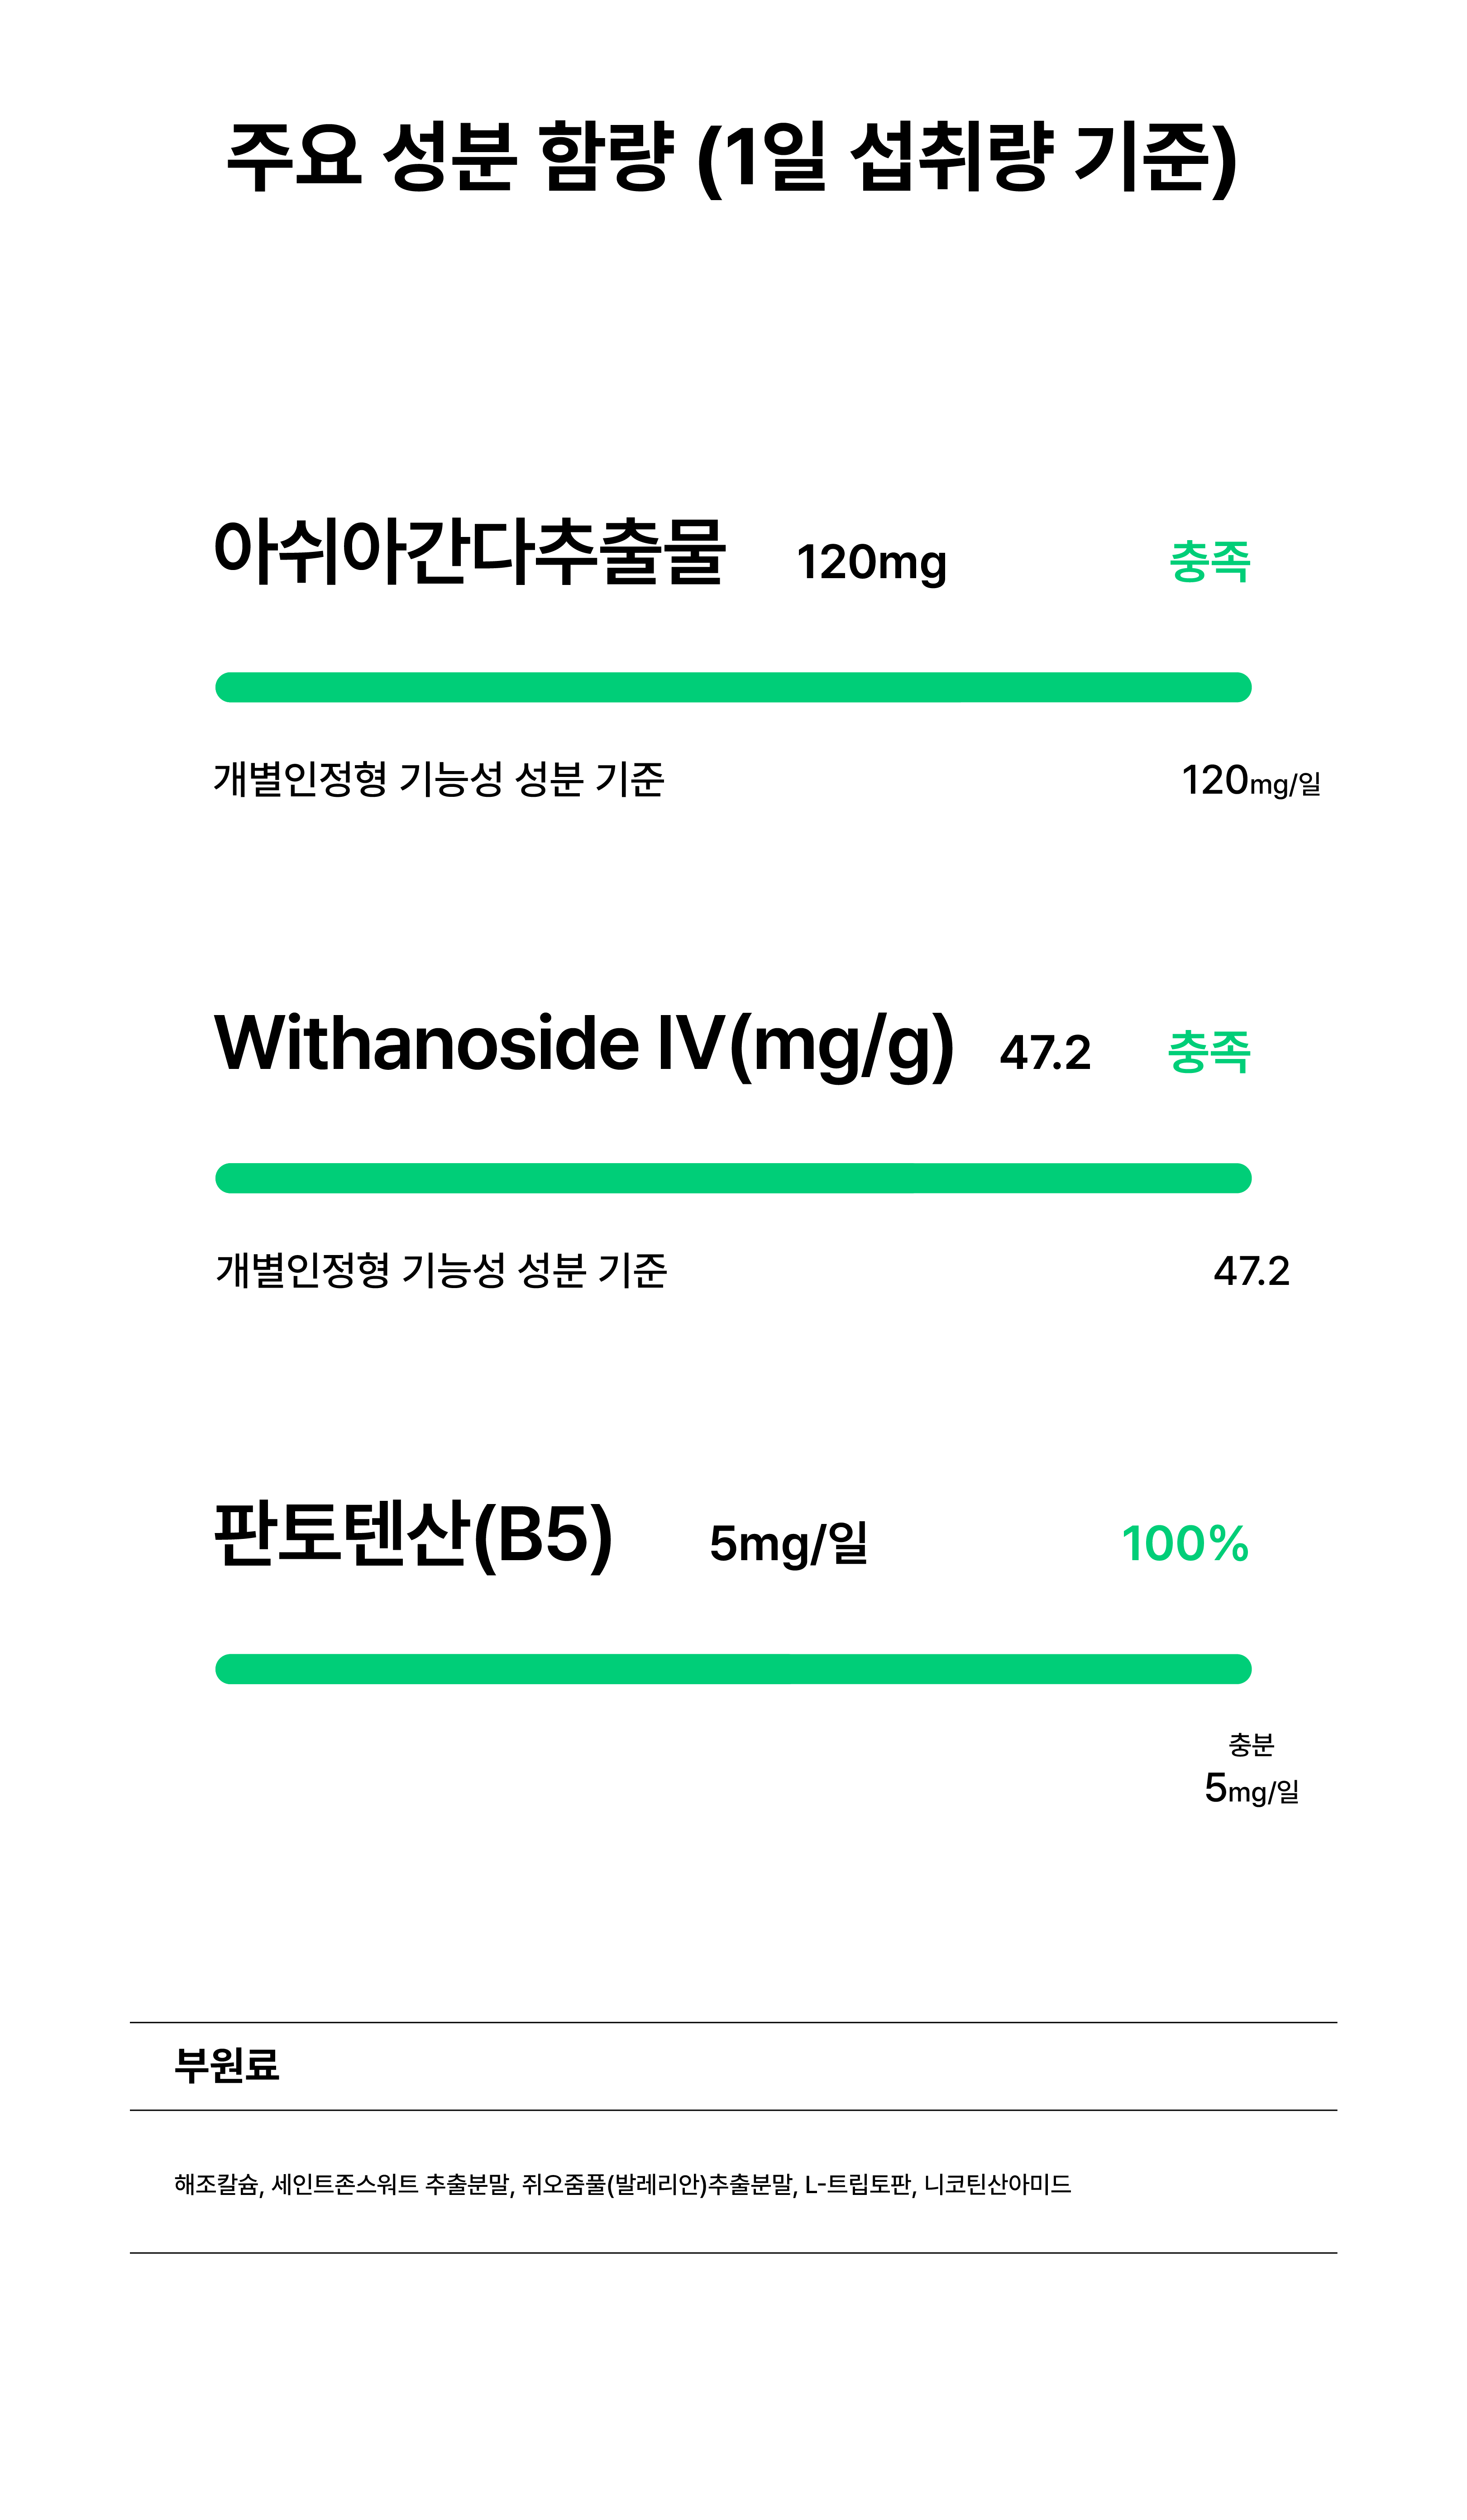 주요 성분 함량 (1일 섭취량 기준)
아쉬아간다추출물 120mg 충족
개별인정형 기능성 성분 기준 120mg/일
Withanoside IV(mg/g) 47.2 충족
개별인정형 기능성 성분 기준 47.2
판토텐산(B5) 5mg/일 100%
충분
5mg/일
부원료
해조칼슘, 세인트존스워트 추출분말, 쥐오줌풀(발레리안)추출분말, L-트립토판, 니코틴산아미드